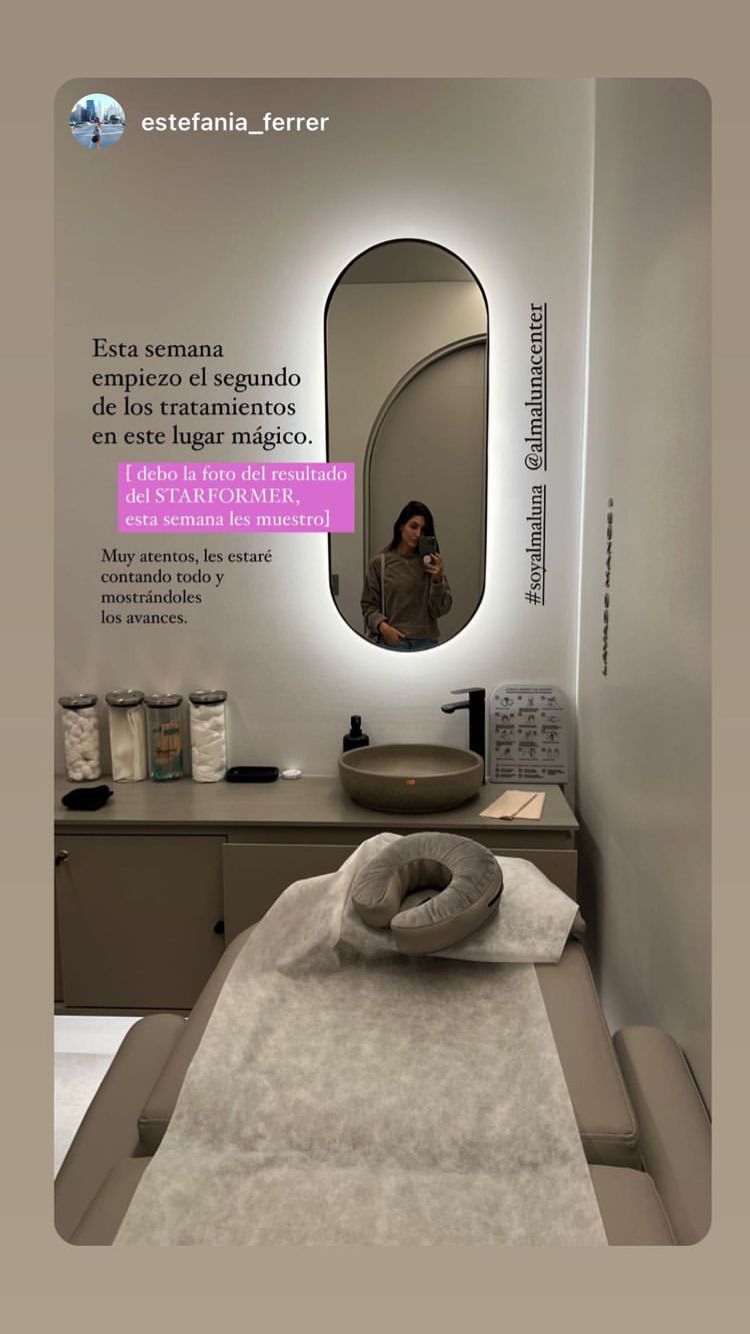 estefania_ferrer
Esta semana
empiezo el segundo
de los tratamientos
en este lugar mágico.
[ debo la foto del resultado
del STARFORMER,
esta semana les muestro]
Muy atentos, les estaré
contando todo y
mostrándoles
los avances.
#soyalmaluna @almalunacenter